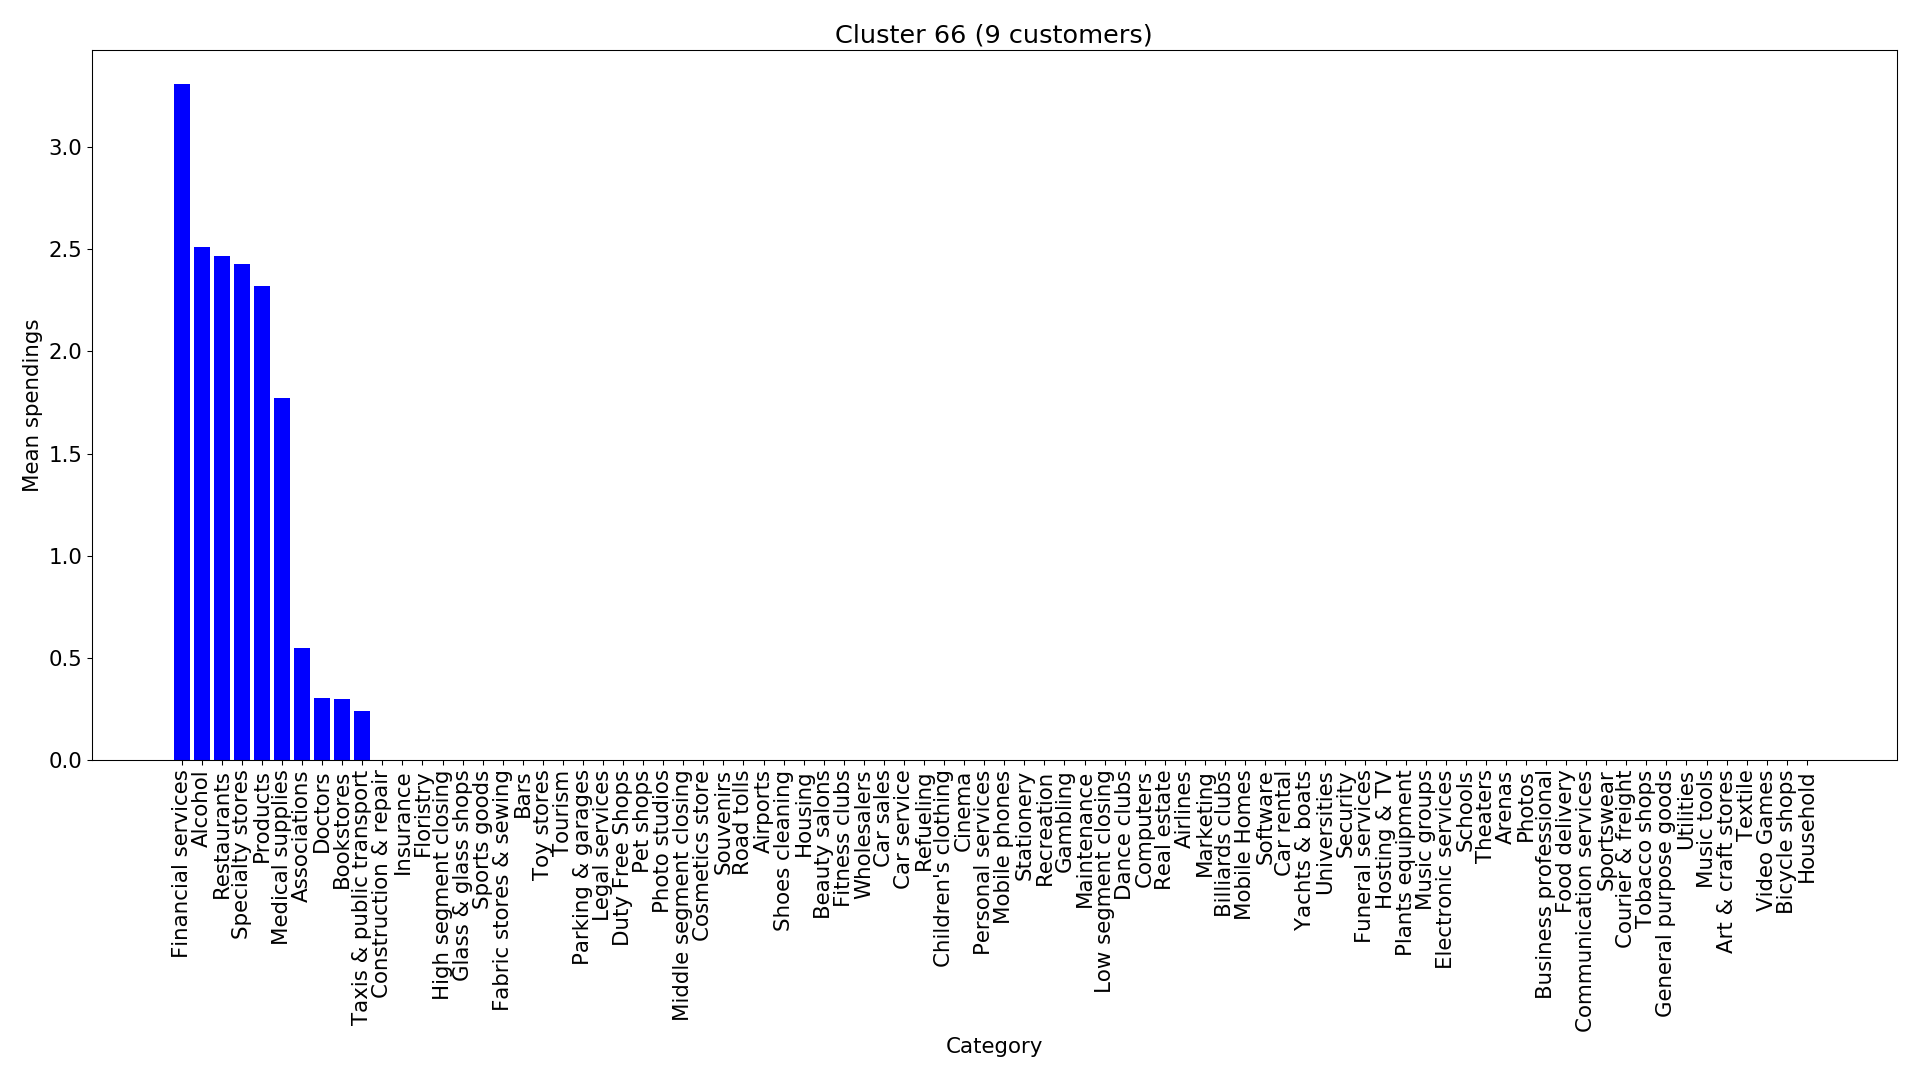 Cluster 66 (9 customers)
Mean spendings
3.0
2.5
2.0
1.5
1.0
0.5
0.0
Financial services
Alcohol
Restaurants
Specialty stores
Products
Medical supplies
Associations
Doctors
Bookstores
Taxis & public transport
Construction & repair
Insurance
Floristry
High segment closing
Glass & glass shops
Sports goods
Fabric stores & sewing
Bars
Toy stores
Tourism
Parking & garages
Legal services
Duty Free Shops
Pet shops
Photo studios
Middle segment closing
Cosmetics store
Souvenirs
Road tolls
Airports
Shoes cleaning
Housing
Beauty salons
Fitness clubs
Wholesalers
Car sales
Car service
Refueling
Children's clothing
Cinema
Personal services
Mobile phones
Stationery
Recreation
Gambling
Maintenance
Low segment closing
Dance clubs
Computers
Real estate
Airlines
Marketing
Billiards clubs
Mobile Homes
Software
Car rental
Yachts & boats
Universities
Security
Funeral services
Hosting & TV
Plants equipment
Music groups
Electronic services
Schools
Theaters
Arenas
Photos
Business professional
Food delivery
Communication services
Sportswear
Courier & freight
Tobacco shops
General purpose goods
Utilities
Music tools
Art & craft stores
Textile
Video Games
Bicycle shops
Household
Category